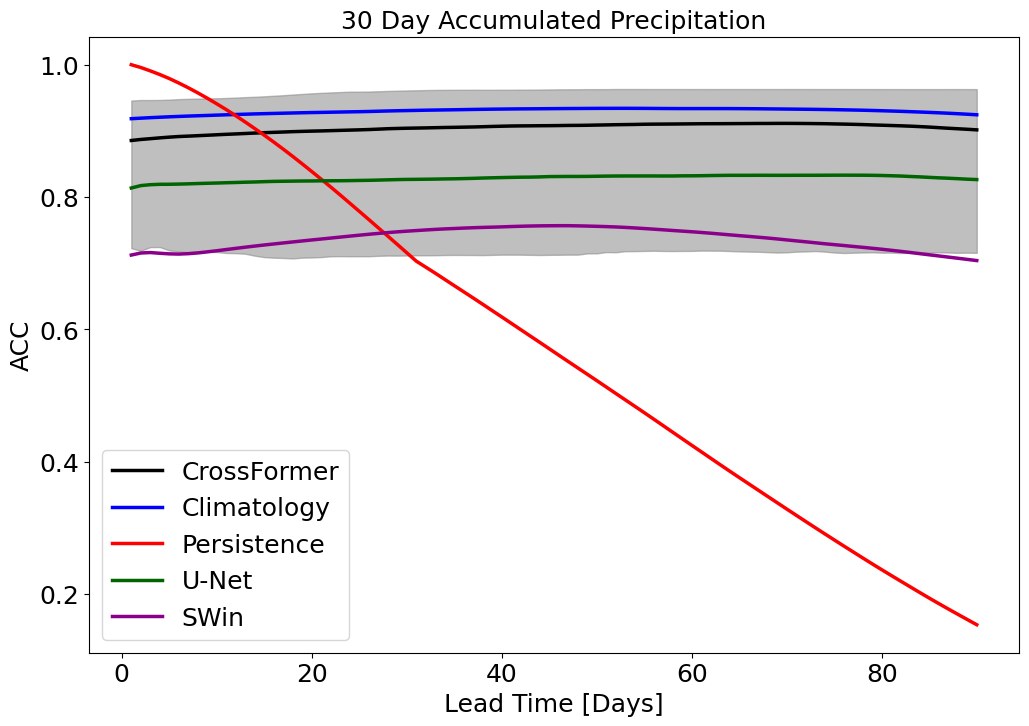 30 Day Accumulated Precipitation
1.0
0.8
0.6
0.4
0.2
ACC
CrossFormer
Climatology
Persistence
U-Net
SWin
0 20 40 60 80
Lead Time [Days]